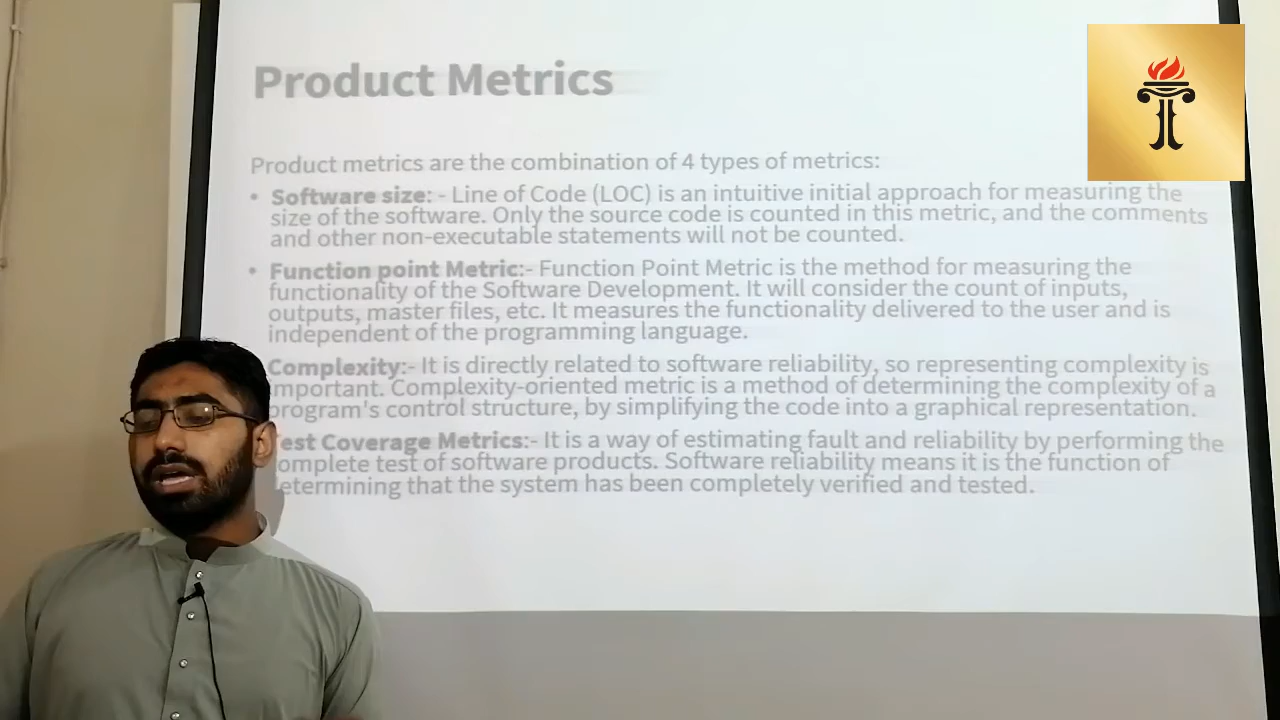 Product Metrics
Product metrics are the combination of 4 types of metrics:
• Software size: - Line of Code (LOC) is an intuitive initial approach for measuring the
size of the software. Only the source code is counted in this metric, and the comments
and other non-executable statements will not be counted.
• Function point Metric:- Function Point Metric is the method for measuring the
functionality of the Software Development. It will consider the count of inputs,
outputs, master files, etc. It measures the functionality delivered to the user and is
independent of the programming language.
Complexity:- It is directly related to software reliability, so representing complexity is
mportant. Complexity-oriented metric is a method of determining the complexity of a
program's control structure, by simplifying the code into a graphical representation.
est Coverage Metrics:- It is a way of estimating fault and reliability by performing the
omplete test of software products. Software reliability means it is the function of
etermining that the system has been completely verified and tested.